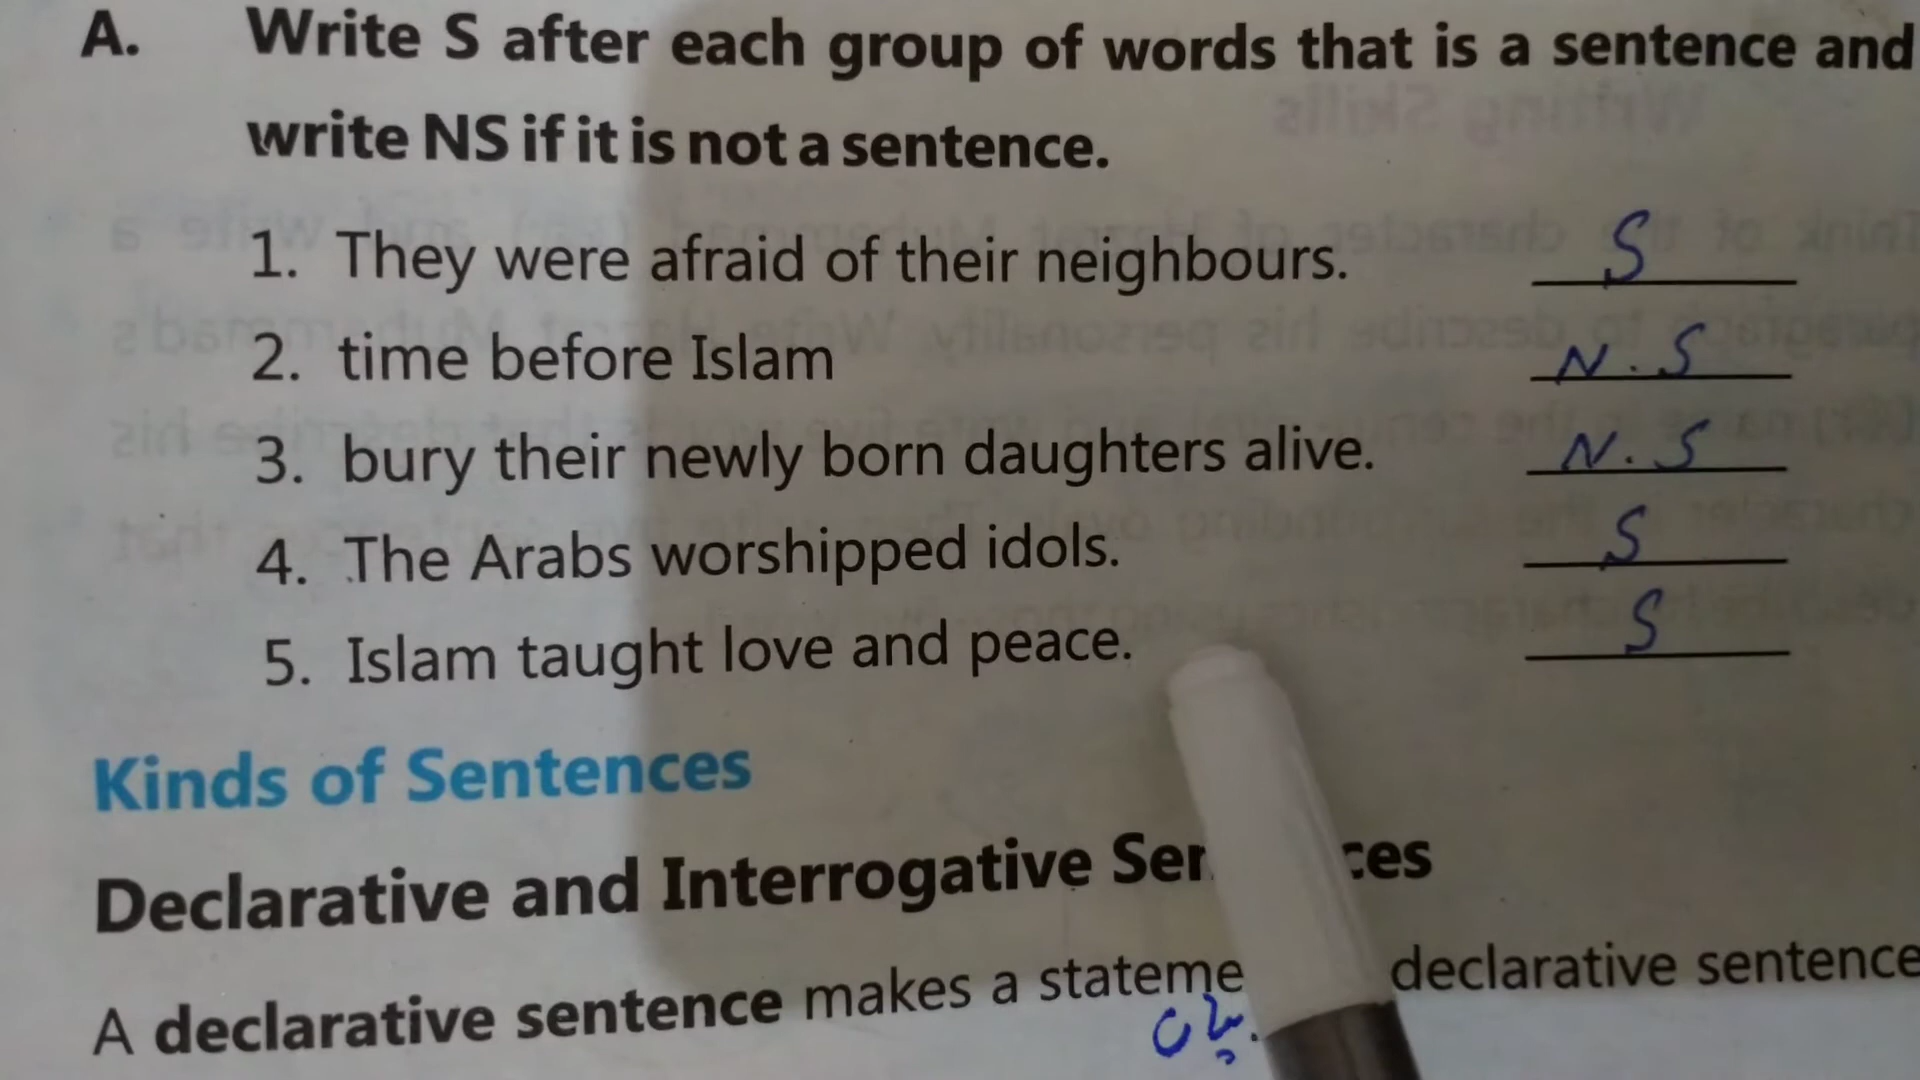 A. Write S after each group of words that is a sentence and
write NS if it is not a sentence.
1. They were afraid of their neighbours. S
2. time before Islam N.S
3. bury their newly born daughters alive. N.S
4. The Arabs worshipped idols. S
5. Islam taught love and peace. S
Kinds of Sentences
Declarative and Interrogative
A declarative sentence makes a declarative sentence
بیان